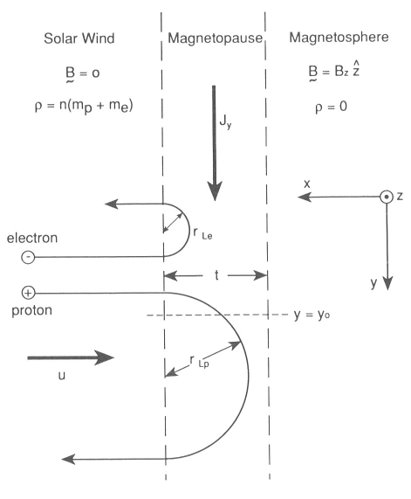 Solar Wind
Magnetopause
Magnetosphere
B̰ = o
B̰ = Bz ẑ
ρ = n(mp + me)
ρ = 0
Jy
x
z
y
r Le
electron
-
t
+
proton
y = yo
r Lp
u